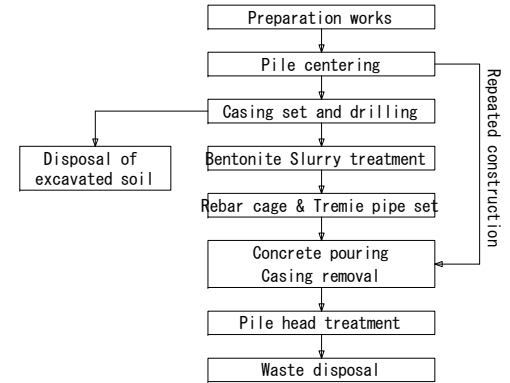 Preparation works
Pile centering
Casing set and drilling
Disposal of
excavated soil
Bentonite Slurry treatment
Rebar cage & Tremie pipe set
Concrete pouring
Casing removal
Pile head treatment
Waste disposal
Repeated construction